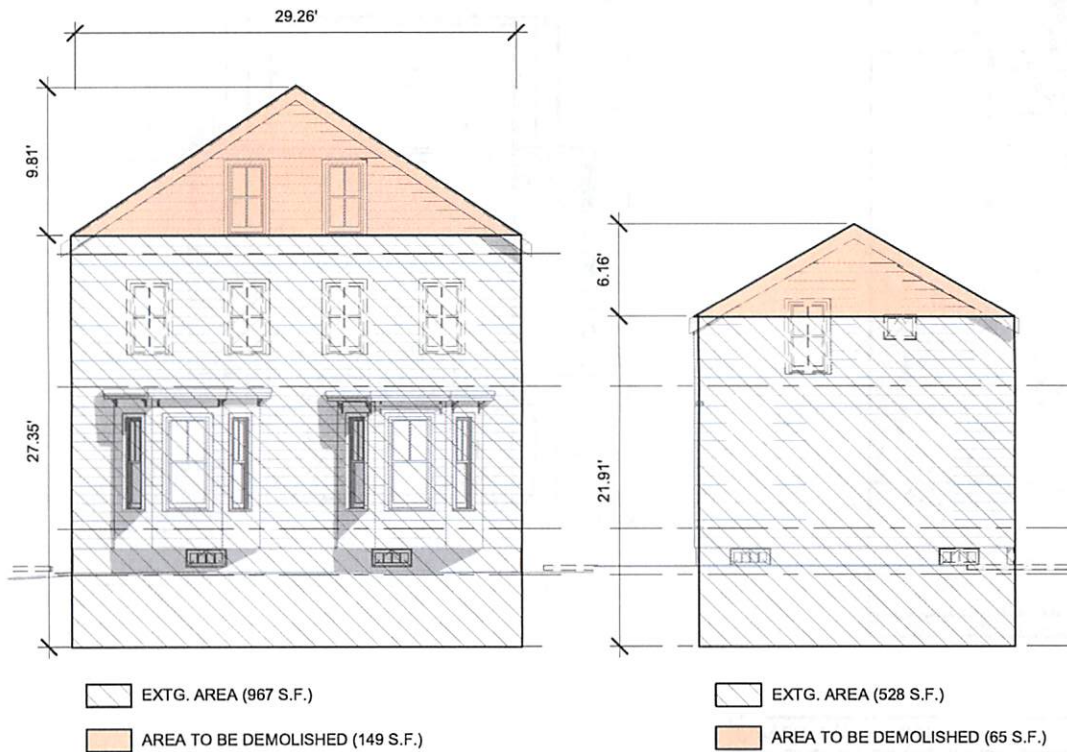 29.26'
9.81'
27.35'
EXTG. AREA (967 S.F.)
AREA TO BE DEMOLISHED (149 S.F.)
6.16'
21.91'
EXTG. AREA (528 S.F.)
AREA TO BE DEMOLISHED (65 S.F.)